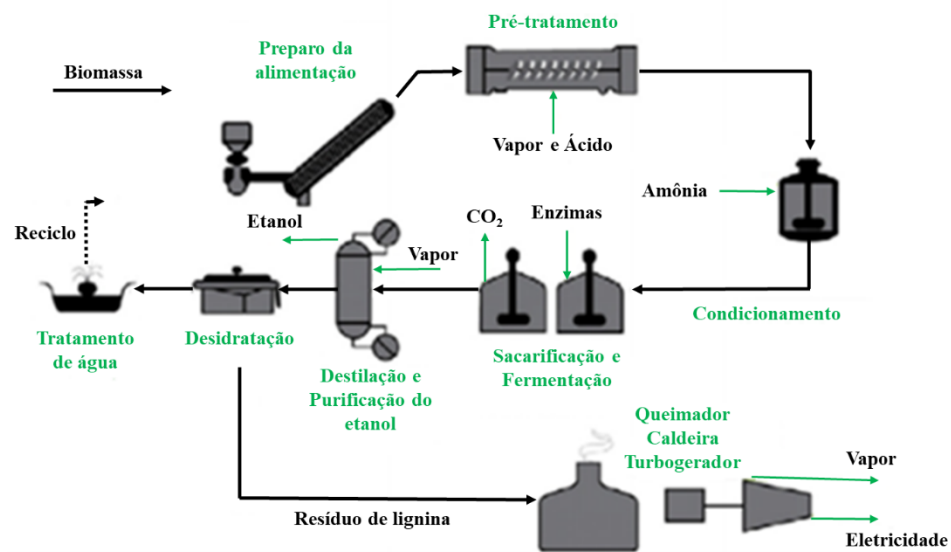 Pré-tratamento
Preparo da
alimentação
Biomassa
Vapor e Ácido
Amônia
Etanol
CO₂
Enzimas
Reciclo
Vapor
Condicionamento
Tratamento
de água
Desidratação
Sacarificação e
Fermentação
Destilação e
Purificação do
etanol
Queimador
Caldeira
Turbogerador
Vapor
Resíduo de lignina
Eletricidade